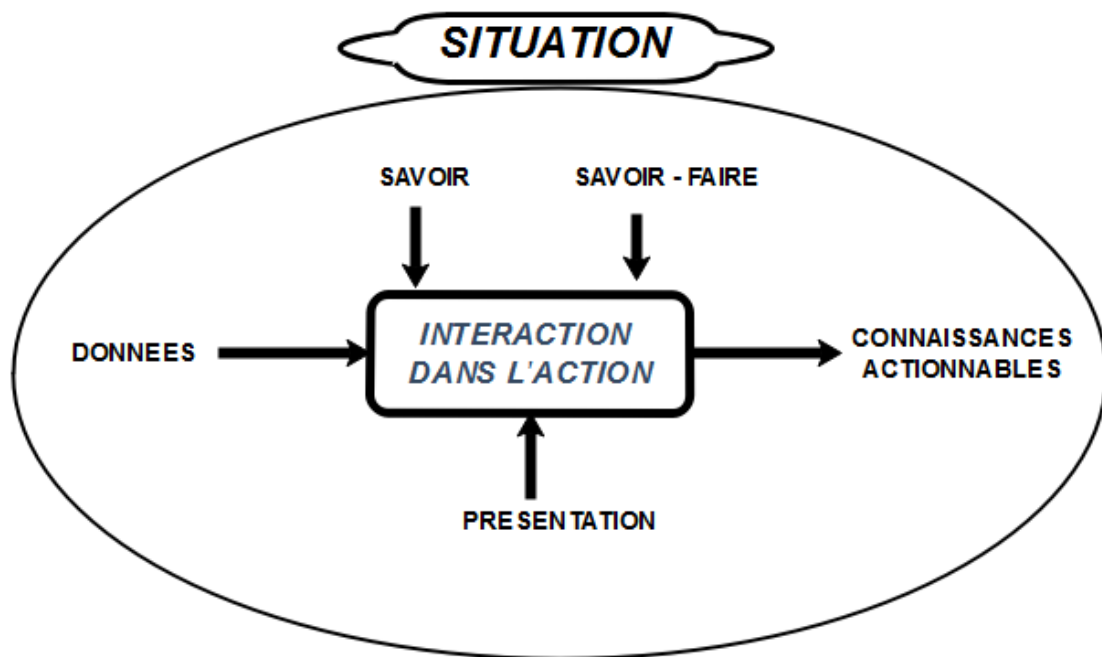 SITUATION
SAVOIR
SAVOIR - FAIRE
INTERACTION
DANS L'ACTION
DONNEES
CONNAISSANCES
ACTIONNABLES
PRESENTATION